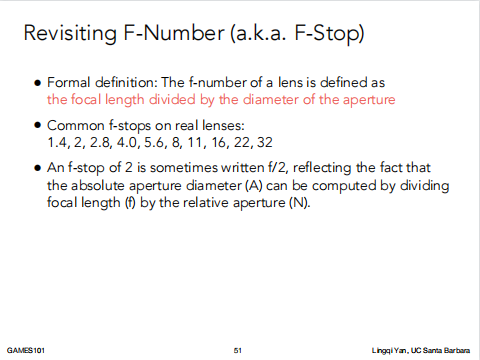 Revisiting F-Number (a.k.a. F-Stop)
● Formal definition: The f-number of a lens is defined as
the focal length divided by the diameter of the aperture
● Common f-stops on real lenses:
1.4, 2, 2.8, 4.0, 5.6, 8, 11, 16, 22, 32
● An f-stop of 2 is sometimes written f/2, reflecting the fact that
the absolute aperture diameter (A) can be computed by dividing
focal length (f) by the relative aperture (N).
GAMES101
51
Lingqi Yan, UC Santa Barbara